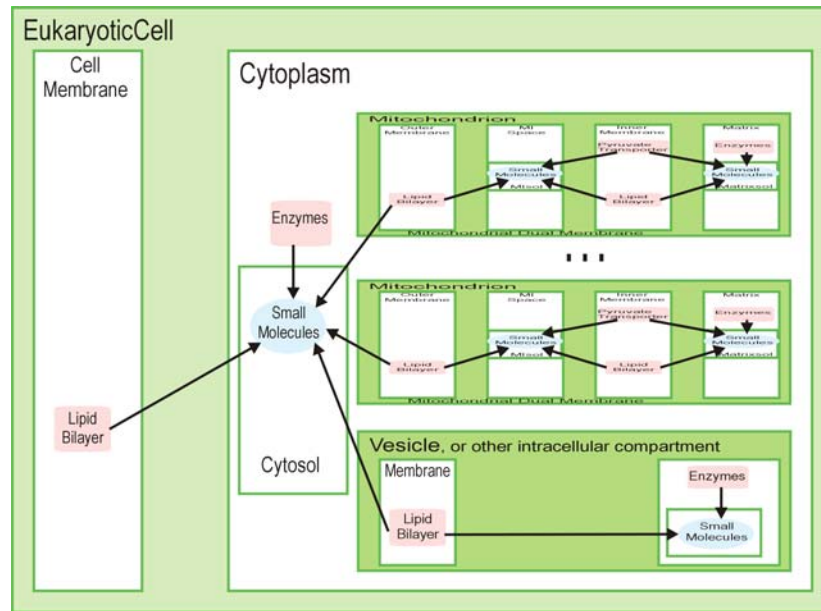 EukaryoticCell
Cell
Membrane
Lipid
Bilayer
Cytoplasm
Enzymes
Small
Molecules
Cytosol
Mitochondrion
Outer
Membrane
MI
Space
Inner
Membrane
Matrix
Pyruvate
Transporter
Enzymes
Small
Molecules
Small
Molecules
Lipid
Bilayer
MIsol
Lipid
Bilayer
Matrixsol
Mitochondrial Dual Membrane
...
Mitochondrion
Outer
Membrane
MI
Space
Inner
Membrane
Matrix
Pyruvate
Transporter
Enzymes
Small
Molecules
Small
Molecules
Lipid
Bilayer
MIsol
Lipid
Bilayer
Matrixsol
Mitochondrial Dual Membrane
Vesicle, or other intracellular compartment
Membrane
Lipid
Bilayer
Enzymes
Small
Molecules